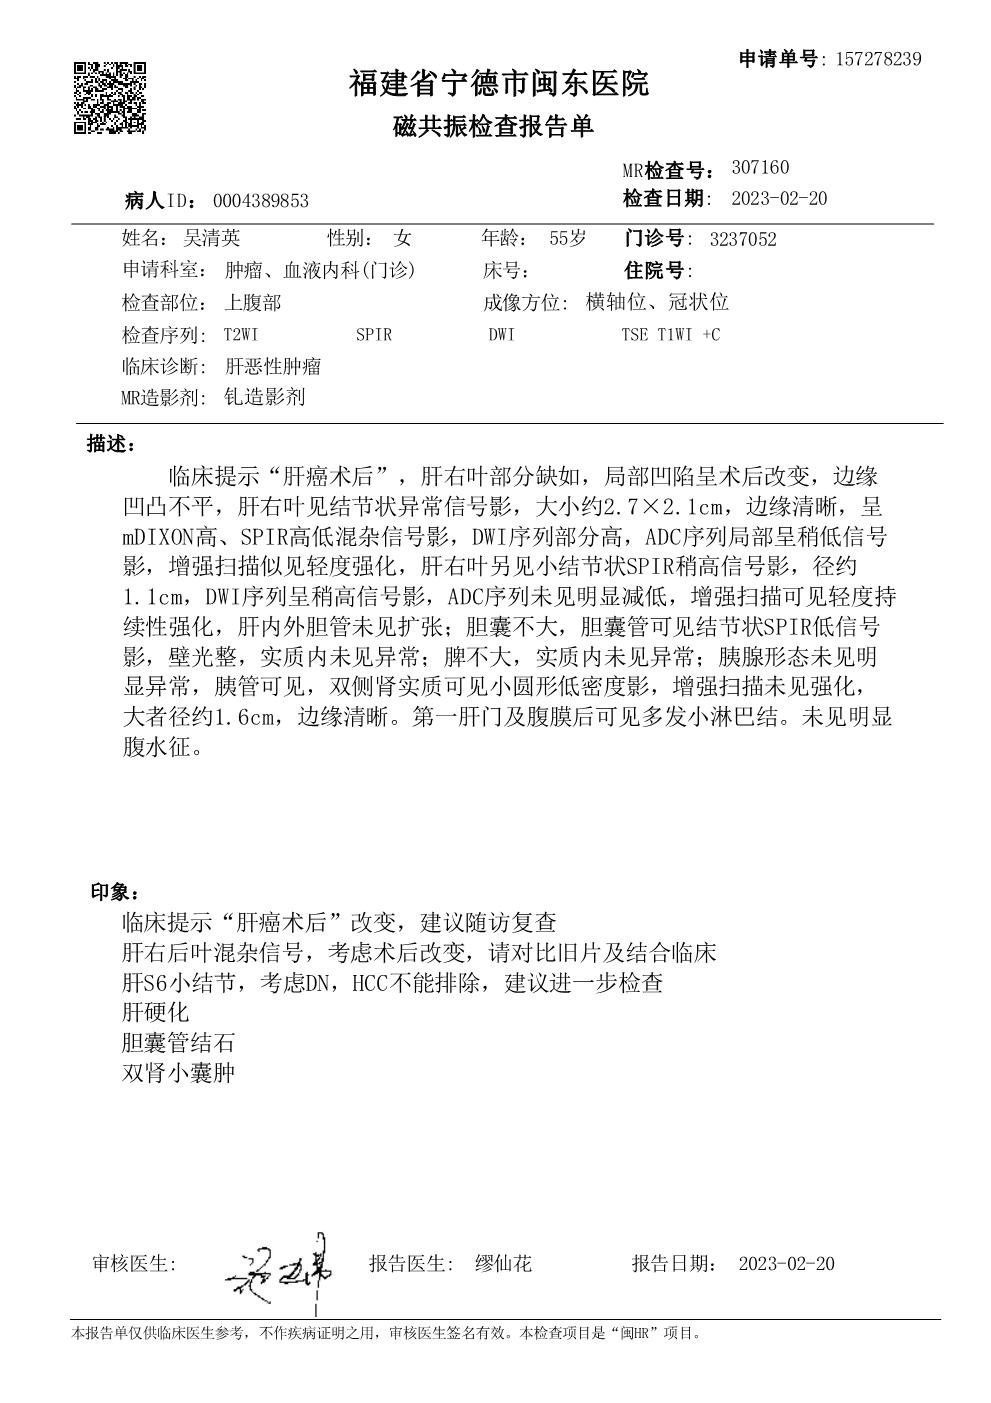 申请单号: 157278239
福建省宁德市闽东医院
磁共振检查报告单
MR检查号: 307160
病人ID: 0004389853
检查日期: 2023-02-20
姓名: 吴清英 性别: 女 年龄: 55岁 门诊号: 3237052
申请科室: 肿瘤、血液内科(门诊) 床号: 住院号:
检查部位: 上腹部 成像方位: 横轴位、冠状位
检查序列: T2WI SPIR DWI TSE T1WI +C
临床诊断: 肝恶性肿瘤
MR造影剂: 钆造影剂
描述:
临床提示“肝癌术后”，肝右叶部分缺如，局部凹陷呈术后改变，边缘
凹凸不平，肝右叶见结节状异常信号影，大小约2.7×2.1cm，边缘清晰，呈
mDIXON高、SPIR高低混杂信号影，DWI序列部分高，ADC序列局部呈稍低信号
影，增强扫描似见轻度强化，肝右叶另见小结节状SPIR稍高信号影，径约
1.1cm，DWI序列呈稍高信号影，ADC序列未见明显减低，增强扫描可见轻度持
续性强化，肝内外胆管未见扩张；胆囊不大，胆囊管可见结节状SPIR低信号
影，壁光整，实质内未见异常；脾不大，实质内未见异常；胰腺形态未见明
显异常，胰管可见，双侧肾实质可见小圆形低密度影，增强扫描未见强化，
大者径约1.6cm，边缘清晰。第一肝门及腹膜后可见多发小淋巴结。未见明显
腹水征。
印象:
临床提示“肝癌术后”改变，建议随访复查
肝右后叶混杂信号，考虑术后改变，请对比旧片及结合临床
肝S6小结节，考虑DN，HCC不能排除，建议进一步检查
肝硬化
胆囊管结石
双肾小囊肿
审核医生: 报告医生: 缪仙花 报告日期: 2023-02-20
本报告单仅供临床医生参考，不作疾病证明之用，审核医生签名有效。本检查项目是“闽HR”项目。